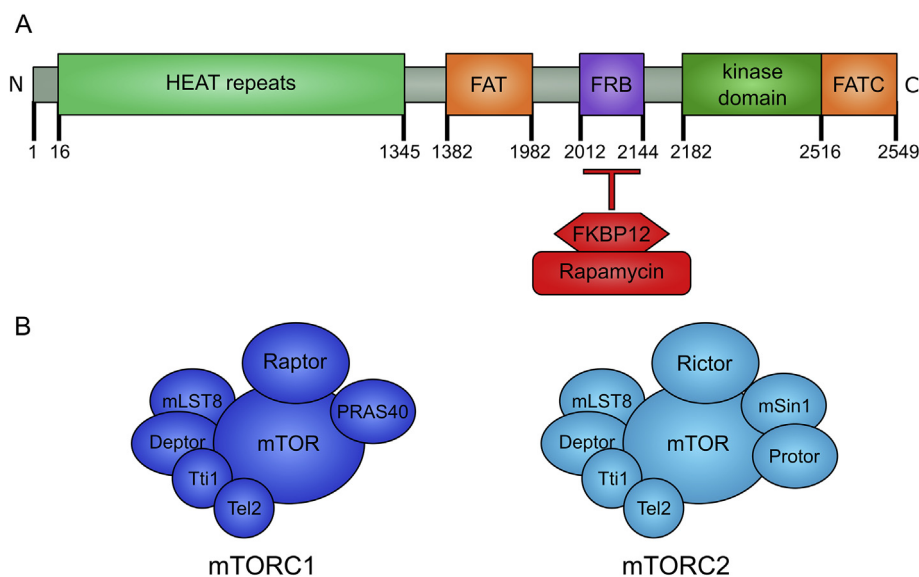 A
N HEAT repeats FAT FRB kinase domain FATC C
1 16 1345 1382 1982 2012 2144 2182 2516 2549
FKBP12
Rapamycin
B
Raptor Rictor
mLST8 PRAS40 mLST8 mSin1
Deptor mTOR Deptor mTOR Protor
Tti1 Tti1
Tel2 Tel2
mTORC1 mTORC2